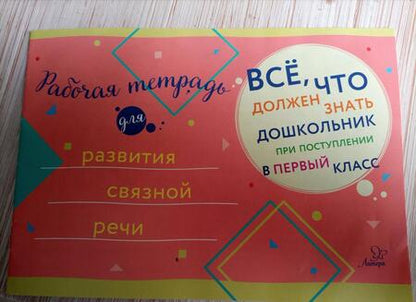 Рабочая тетрадь
для
развития
связной
речи
ВСЁ, ЧТО
ДОЛЖЕН ЗНАТЬ
ДОШКОЛЬНИК
ПРИ ПОСТУПЛЕНИИ
В ПЕРВЫЙ КЛАСС
Литера